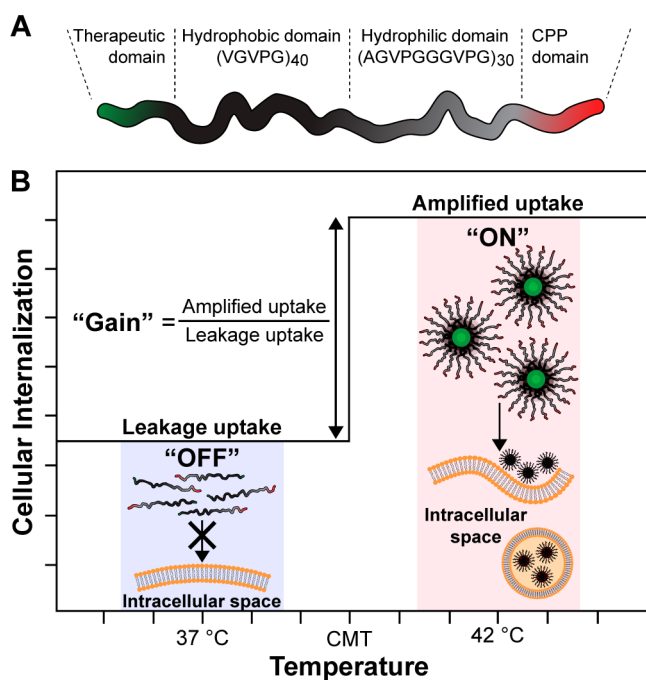 A
Therapeutic domain
Hydrophobic domain
(VGVPG)40
Hydrophilic domain
(AGVPGGGVPG)30
CPP domain
B
Cellular Internalization
Amplified uptake
“ON”
“Gain” = Amplified uptake
Leakage uptake
Leakage uptake
“OFF”
Intracellular space
Intracellular
space
37 °C
CMT
42 °C
Temperature